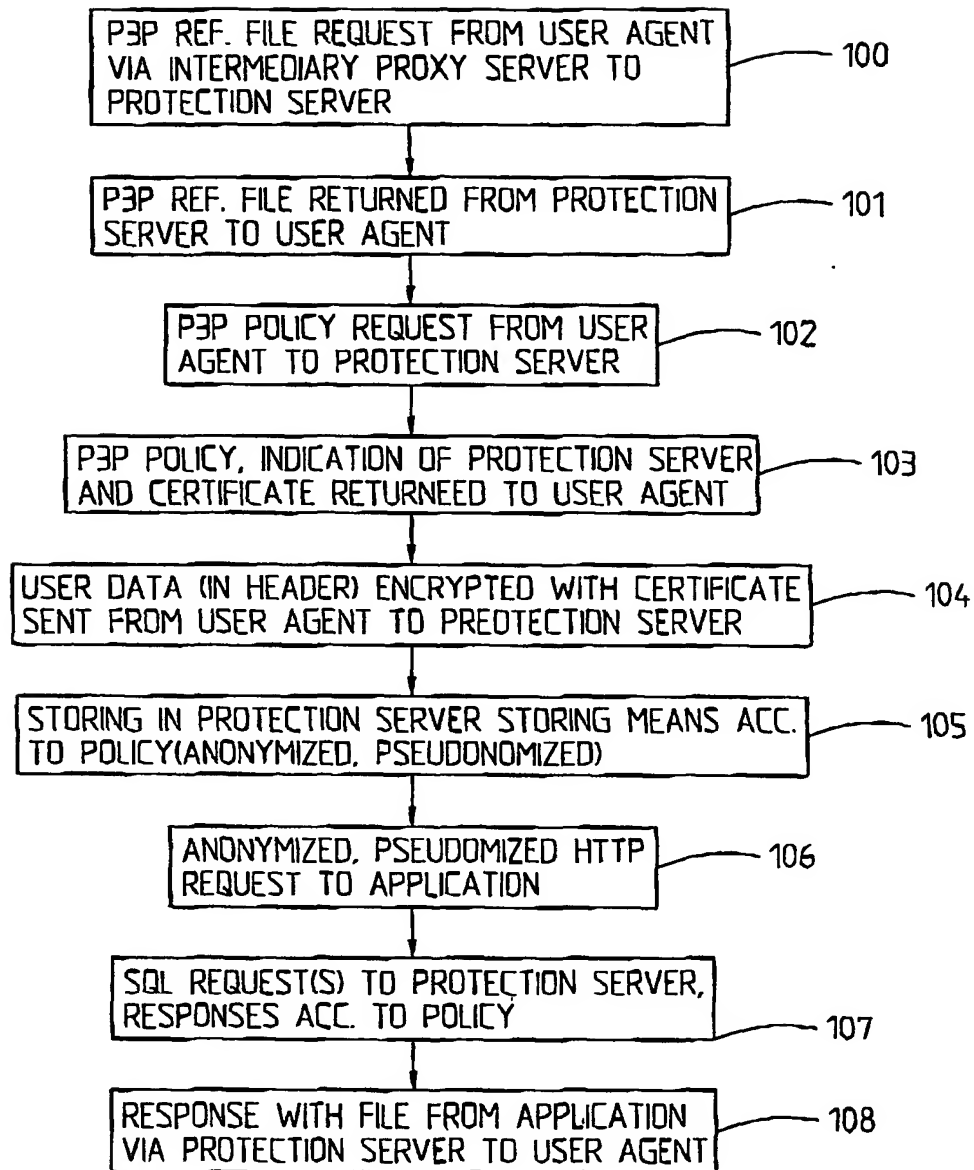 P3P REF. FILE REQUEST FROM USER AGENT
VIA INTERMEDIARY PROXY SERVER TO
PROTECTION SERVER
100
P3P REF. FILE RETURNED FROM PROTECTION
SERVER TO USER AGENT
101
P3P POLICY REQUEST FROM USER
AGENT TO PROTECTION SERVER
102
P3P POLICY, INDICATION OF PROTECTION SERVER
AND CERTIFICATE RETURNEED TO USER AGENT
103
USER DATA (IN HEADER) ENCRYPTED WITH CERTIFICATE
SENT FROM USER AGENT TO PREOTECTION SERVER
104
STORING IN PROTECTION SERVER STORING MEANS ACC.
TO POLICY(ANONYMIZED, PSEUDONOMIZED)
105
ANONYMIZED, PSEUDOMIZED HTTP
REQUEST TO APPLICATION
106
SQL REQUEST(S) TO PROTECTION SERVER,
RESPONSES ACC. TO POLICY
107
RESPONSE WITH FILE FROM APPLICATION
VIA PROTECTION SERVER TO USER AGENT
108